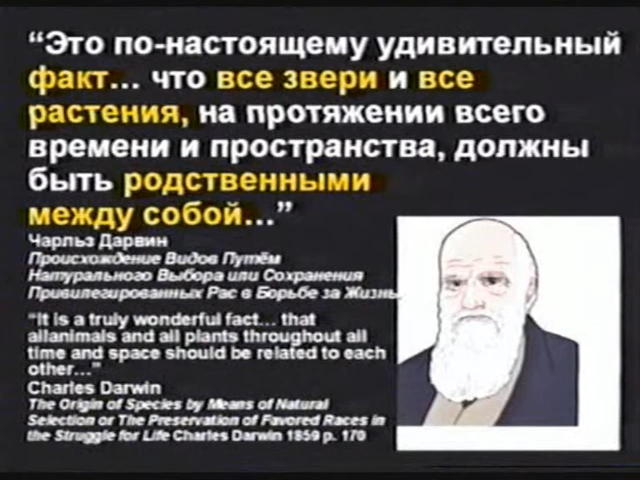 “Это по-настоящему удивительный
факт... что все звери и все
растения, на протяжении всего
времени и пространства, должны
быть родственными
между собой...”
Чарльз Дарвин
Происхождение Видов Путём
Натурального Выбора или Сохранения
Привилегированных Рас в Борьбе за Жизнь.
“It is a truly wonderful fact... that
allanimals and all plants throughout all
time and space should be related to each
other...”
Charles Darwin
The Origin of Species by Means of Natural
Selection or The Preservation of Favored Races in
the Struggle for Life Charles Darwin 1859 p. 170